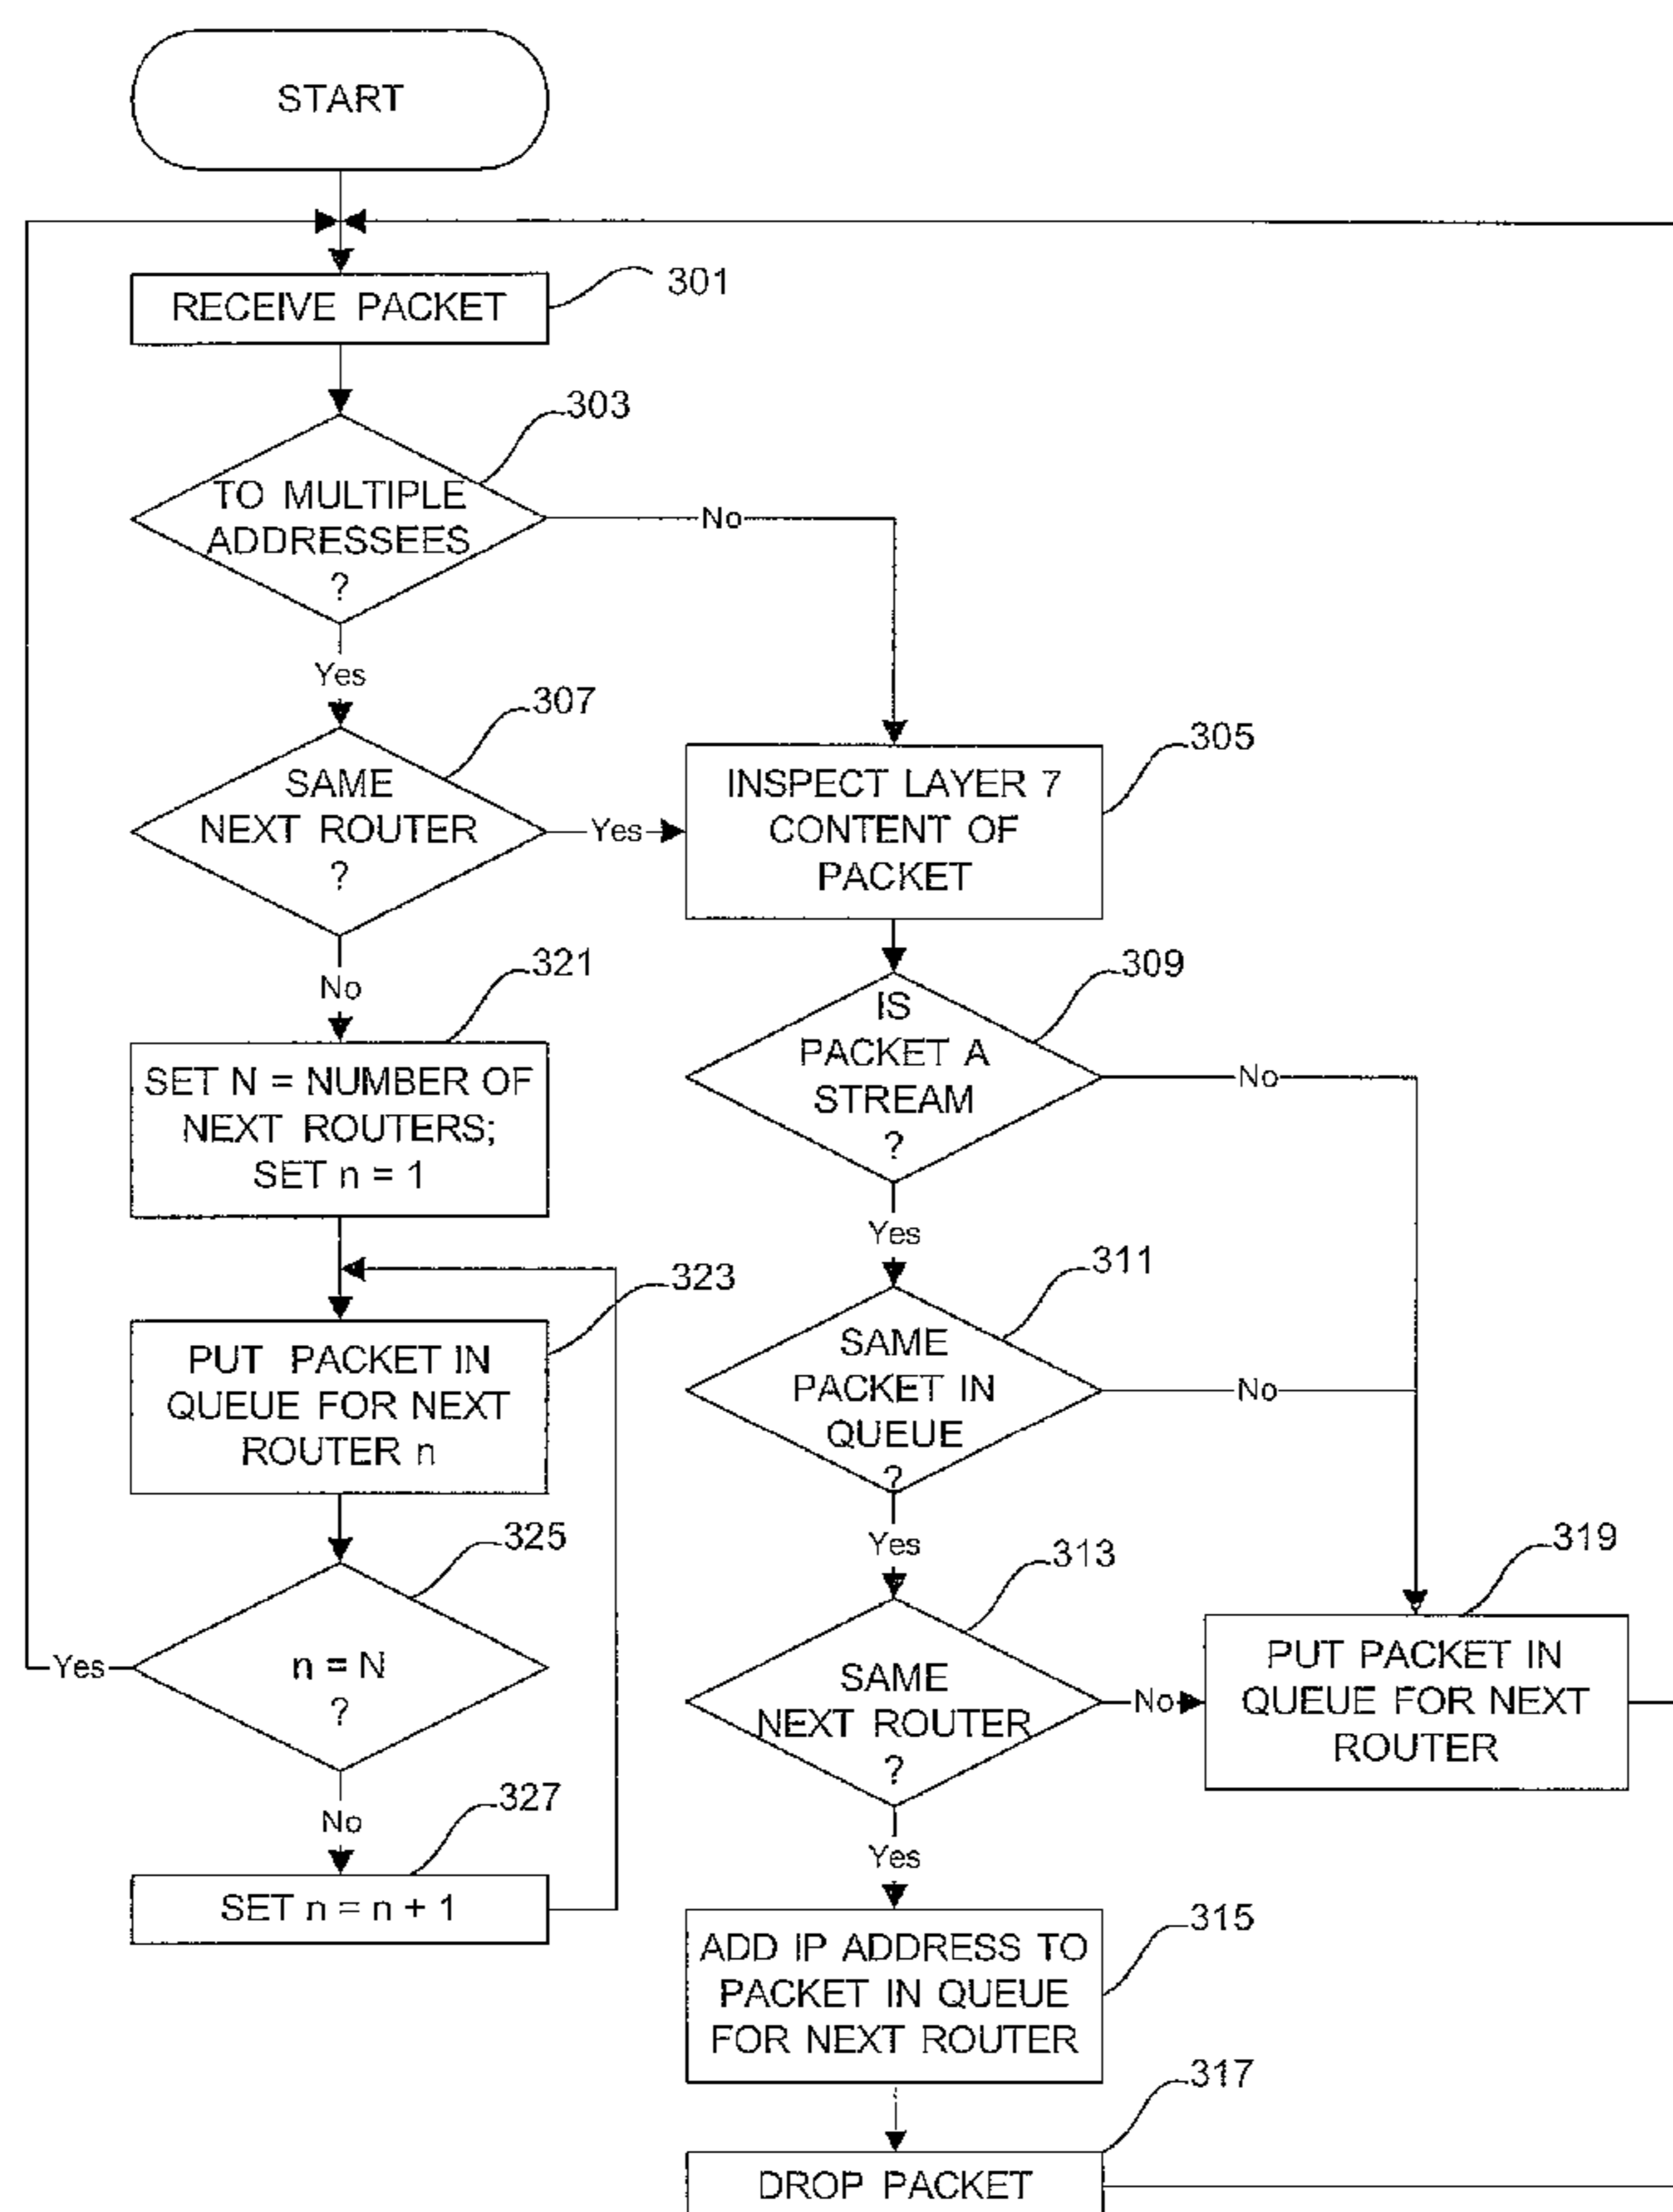 START
RECEIVE PACKET
301
303
TO MULTIPLE
ADDRESSEES
?
No
Yes
307
SAME
NEXT ROUTER
?
Yes
305
INSPECT LAYER 7
CONTENT OF
PACKET
No
321
SET N = NUMBER OF
NEXT ROUTERS;
SET n = 1
309
IS
PACKET A
STREAM
?
No
Yes
323
PUT PACKET IN
QUEUE FOR NEXT
ROUTER n
311
SAME
PACKET IN
QUEUE
?
No
Yes
325
n = N
?
Yes
No
313
SAME
NEXT ROUTER
?
No
319
PUT PACKET IN
QUEUE FOR NEXT
ROUTER
327
SET n = n + 1
Yes
315
ADD IP ADDRESS TO
PACKET IN QUEUE
FOR NEXT ROUTER
317
DROP PACKET